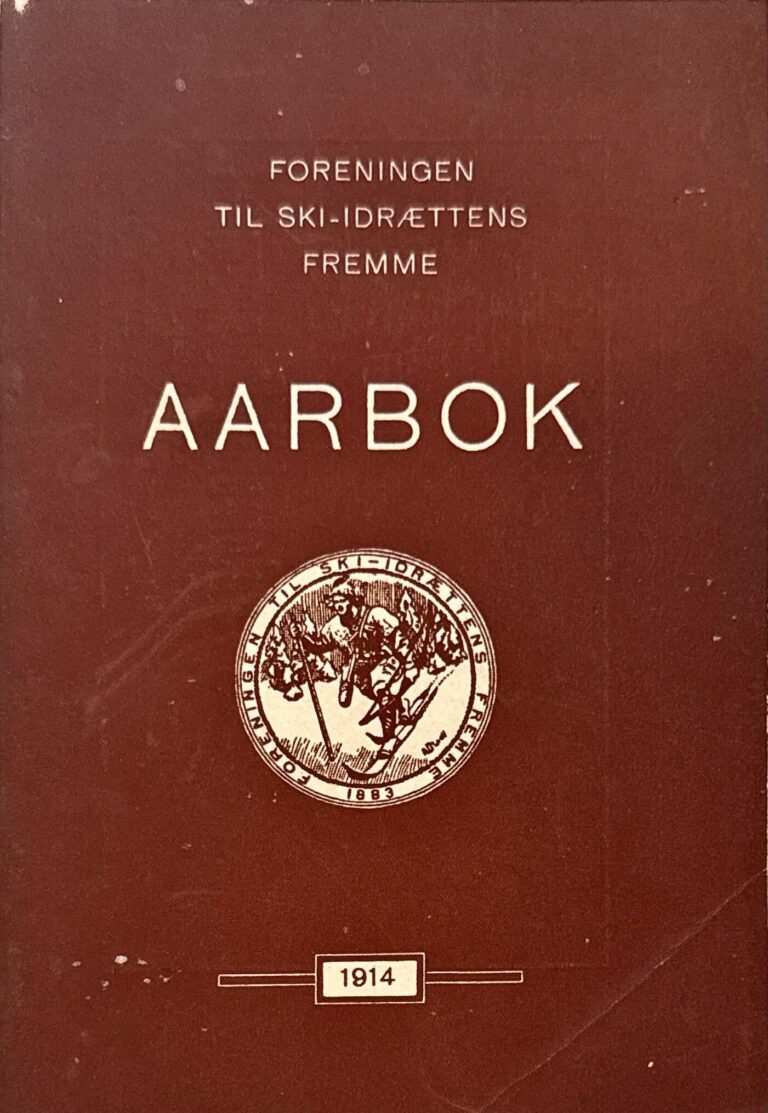 FORENINGEN
TIL SKI-IDRÆTTENS
FREMME
AARBOK
FORENINGEN TIL SKI-IDRÆTTENS FREMME
1883
1914